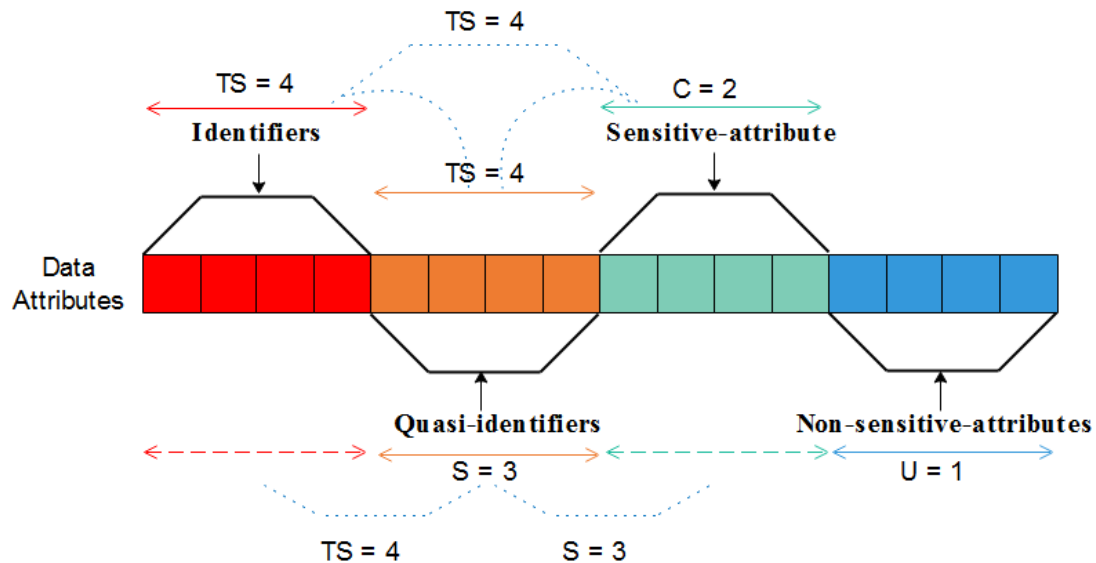 TS = 4
TS = 4
C = 2
Identifiers
Sensitive-attribute
TS = 4
Data
Attributes
Quasi-identifiers
Non-sensitive-attributes
S = 3
U = 1
TS = 4
S = 3